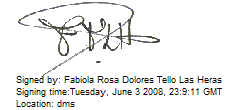 Signed by: Fabiola Rosa Dolores Tello Las Heras
Signing time:Tuesday, June 3 2008, 23:9:11 GMT
Location: dms